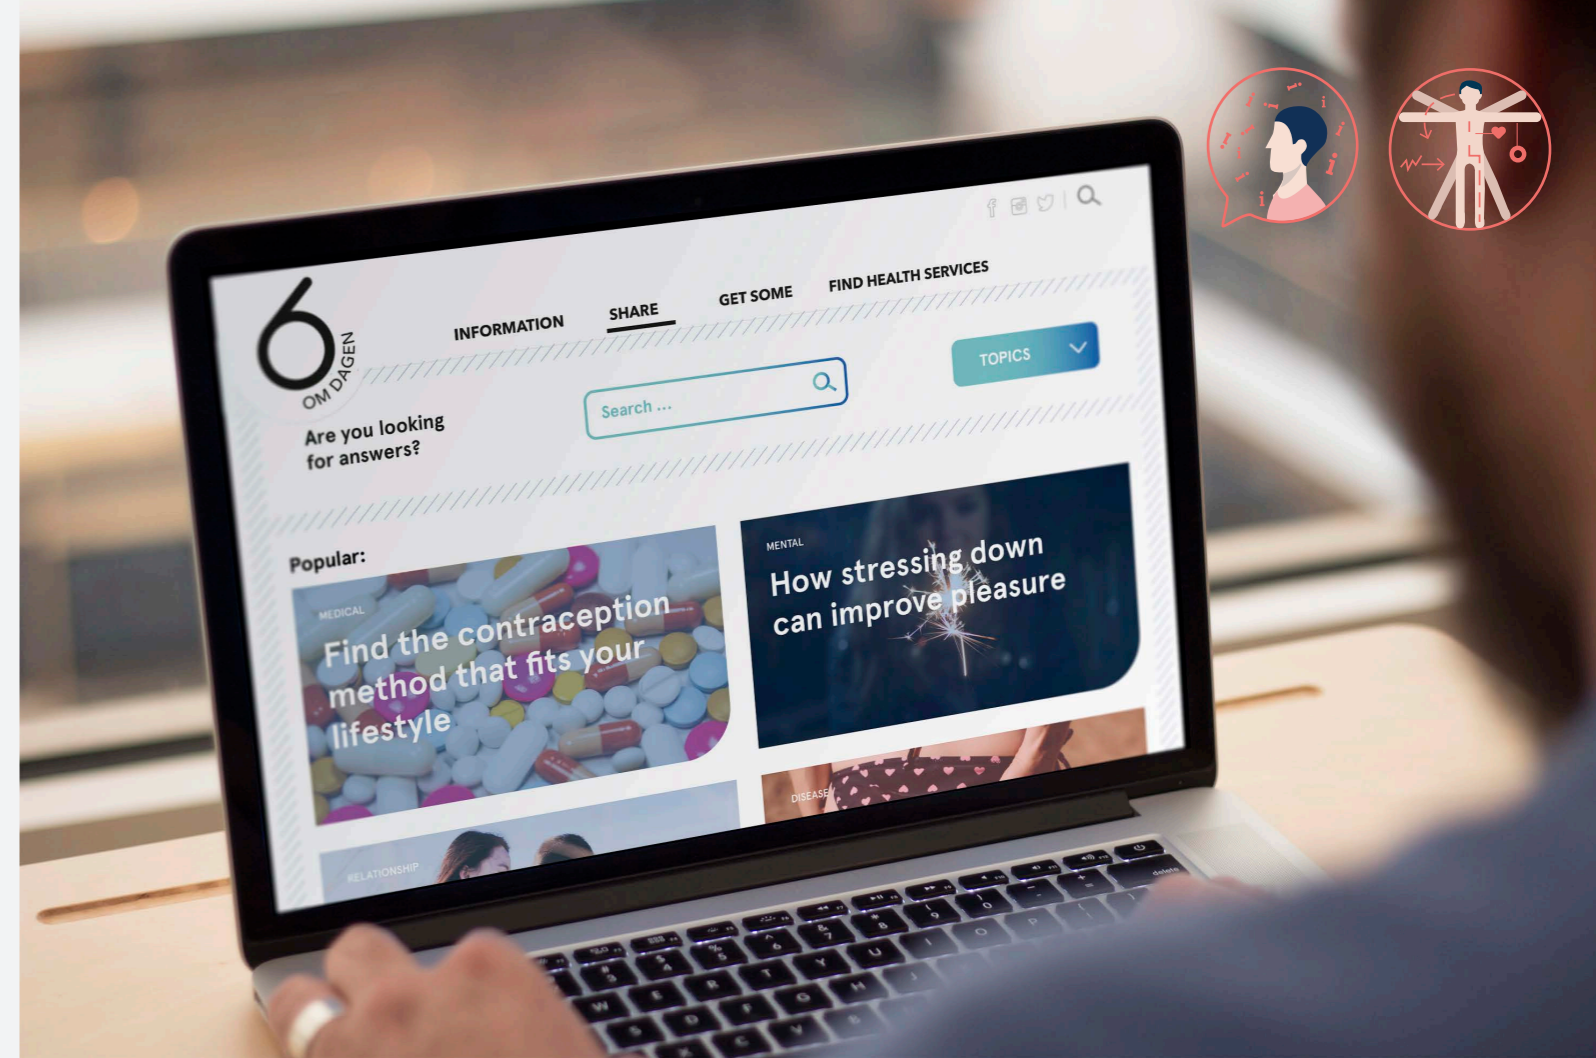 6
OM DAGEN
INFORMATION
SHARE
GET SOME
FIND HEALTH SERVICES
Are you looking
for answers?
Search ...
TOPICS
Popular:
MEDICAL
Find the contraception
method that fits your
lifestyle
MENTAL
How stressing down
can improve pleasure
RELATIONSHIP
DISEASE
delete